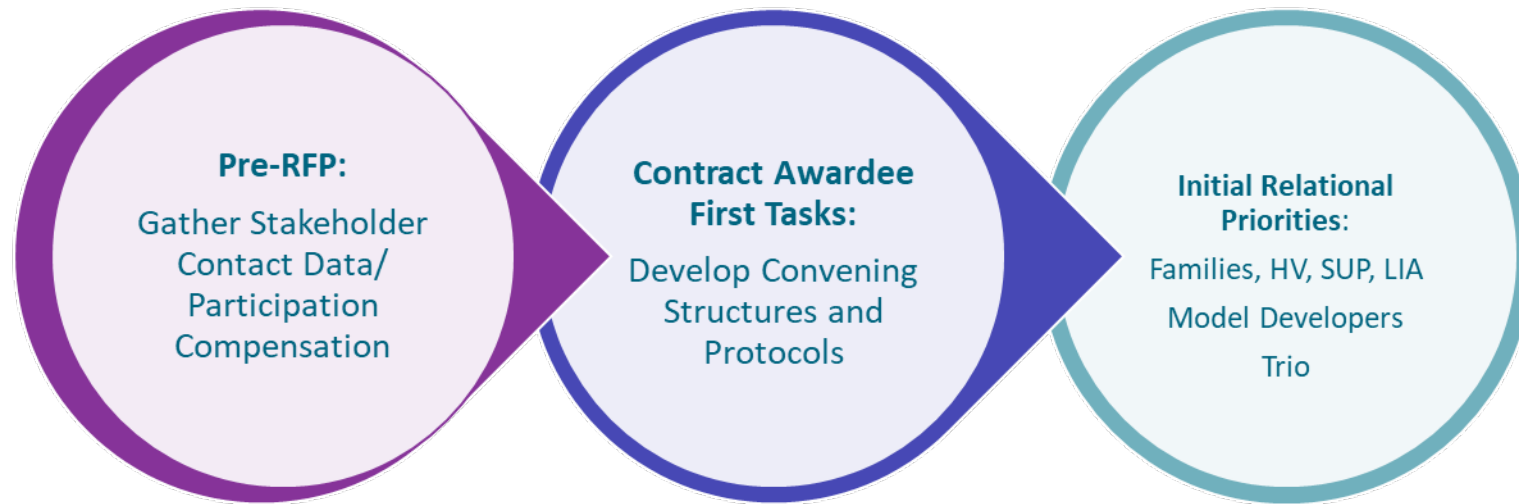 Pre-RFP:
Gather Stakeholder
Contact Data/
Participation
Compensation
Contract Awardee
First Tasks:
Develop Convening
Structures and
Protocols
Initial Relational
Priorities:
Families, HV, SUP, LIA
Model Developers
Trio